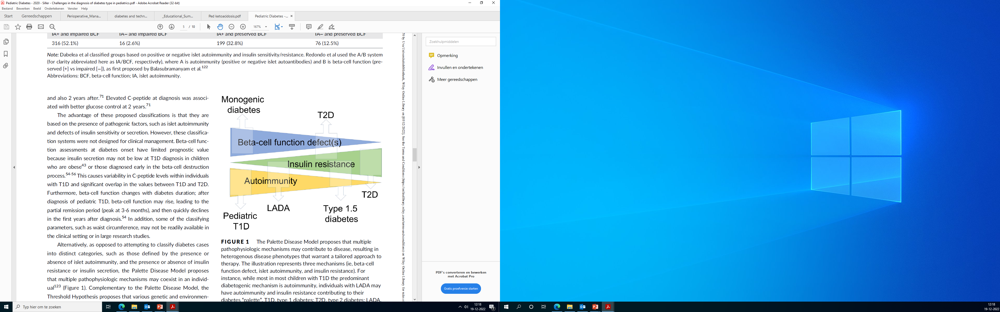 Pediatric Diabetes - 2020 - Siller - Challenges in the diagnosis of diabetes type in pediatrics.pdf - Adobe Acrobat Reader (32-bit)
Bestand Bewerken Beeld Ondertekenen Venster Help
Start Gereedschappen Perioperative_Mana... diabetes and techn... _Educational_Sum... Ped ketoacidosis.pdf Pediatric Diabetes -... ×
5 / 10 167%
IA+ and impaired BCF IA− and impaired BCF IA+ and preserved BCF IA− and preserved BCF
316 (52.1%) 16 (2.6%) 199 (32.8%) 76 (12.5%)
Note: Dabelea et al classified groups based on positive or negative islet autoimmunity and insulin sensitivity/resistance. Redondo et al used the A/B system
(for clarity abbreviated here as IA/BCF, respectively), where A is autoimmunity (positive or negative islet autoantibodies) and B is beta-cell function (pre-
served [+] vs impaired [−]), as first proposed by Balasubramanyam et al.122
Abbreviations: BCF, beta-cell function; IA, islet autoimmunity.
and also 2 years after.71 Elevated C-peptide at diagnosis was associ-
ated with better glucose control at 2 years.71
The advantage of these proposed classifications is that they are
based on the presence of pathogenic factors, such as islet autoimmunity
and defects of insulin sensitivity or secretion. However, these classifica-
tion systems were not designed for clinical management. Beta-cell func-
tion assessments at diabetes onset have limited prognostic value
because insulin secretion may not be low at T1D diagnosis in children
who are obese43 or those diagnosed early in the beta-cell destruction
process.54-56 This causes variability in C-peptide levels within individuals
with T1D and significant overlap in the values between T1D and T2D.
Furthermore, beta-cell function changes with diabetes duration; after
diagnosis of pediatric T1D, beta-cell function may rise, leading to the
partial remission period (peak at 3-6 months), and then quickly declines
in the first years after diagnosis.54 In addition, some of the classifying
parameters, such as waist circumference, may not be readily available in
the clinical setting or in large research studies.
Alternatively, as opposed to attempting to classify diabetes cases
into distinct categories, such as those defined by the presence or
absence of islet autoimmunity, and the presence or absence of insulin
resistance or insulin secretion, the Palette Disease Model proposes
that multiple pathophysiologic mechanisms may coexist in an individ-
ual123 (Figure 1). Complementary to the Palette Disease Model, the
Threshold Hypothesis proposes that various genetic and environmen-
Monogenic
diabetes
T2D
Beta-cell function defect(s)
Insulin resistance
Autoimmunity
T2D
LADA
Type 1.5
diabetes
Pediatric
T1D
FIGURE 1 The Palette Disease Model proposes that multiple
pathophysiologic mechanisms may contribute to disease, resulting in
heterogenous disease phenotypes that warrant a tailored approach to
therapy. The illustration represents three mechanisms (ie, beta-cell
function defect, islet autoimmunity, and insulin resistance). For
instance, while most in most children with T1D the predominant
diabetogenic mechanism is autoimmunity, individuals with LADA may
have autoimmunity and insulin resistance contributing to their
diabetes “palette”. T1D, type 1 diabetes; T2D, type 2 diabetes; LADA,
70 by Uva Universiteitsbibliotheek, Wiley Online Library on [05/12/2022]. See the Terms and Conditions (https://onlinelibrary.wiley.com/terms-and-conditions) on Wiley Online Library for rules o
Zoekhulpmiddelen
Opmerking
Invullen en ondertekenen
Meer gereedschappen
PDF's converteren en bewerken
met Acrobat Pro
Gratis proefversie starten
Typ hier om te zoeken
12:18
19-12-2022
7
12:18
19-12-2022